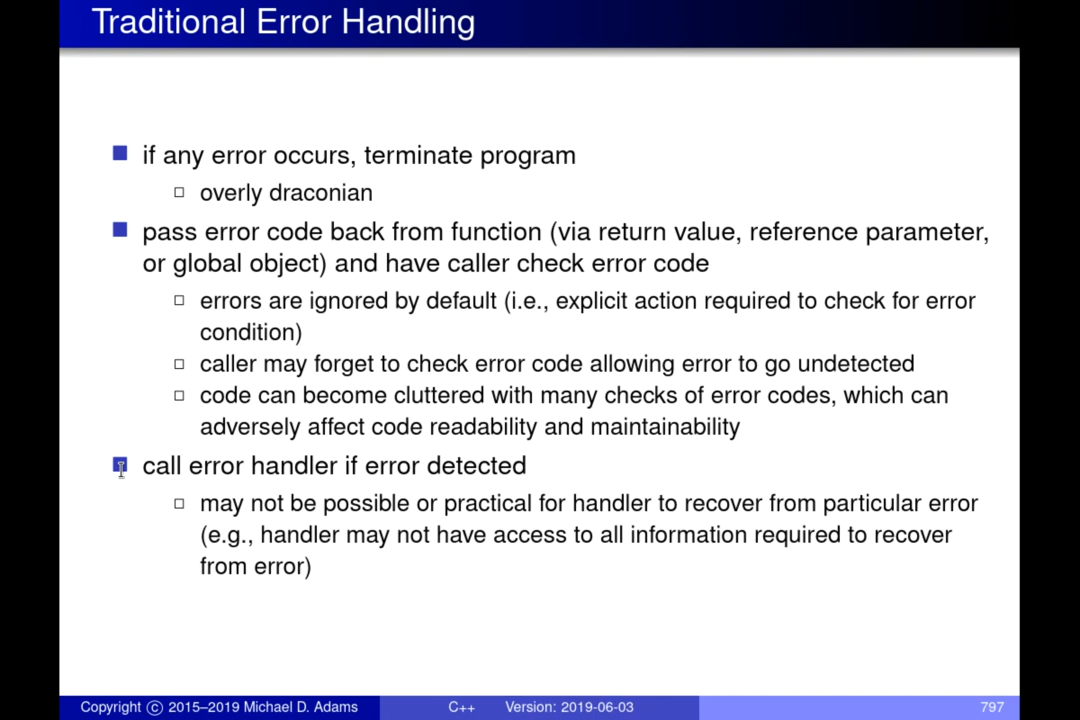 Traditional Error Handling
if any error occurs, terminate program
overly draconian
pass error code back from function (via return value, reference parameter,
or global object) and have caller check error code
errors are ignored by default (i.e., explicit action required to check for error
condition)
caller may forget to check error code allowing error to go undetected
code can become cluttered with many checks of error codes, which can
adversely affect code readability and maintainability
call error handler if error detected
may not be possible or practical for handler to recover from particular error
(e.g., handler may not have access to all information required to recover
from error)
Copyright © 2015–2019 Michael D. Adams C++ Version: 2019-06-03 797